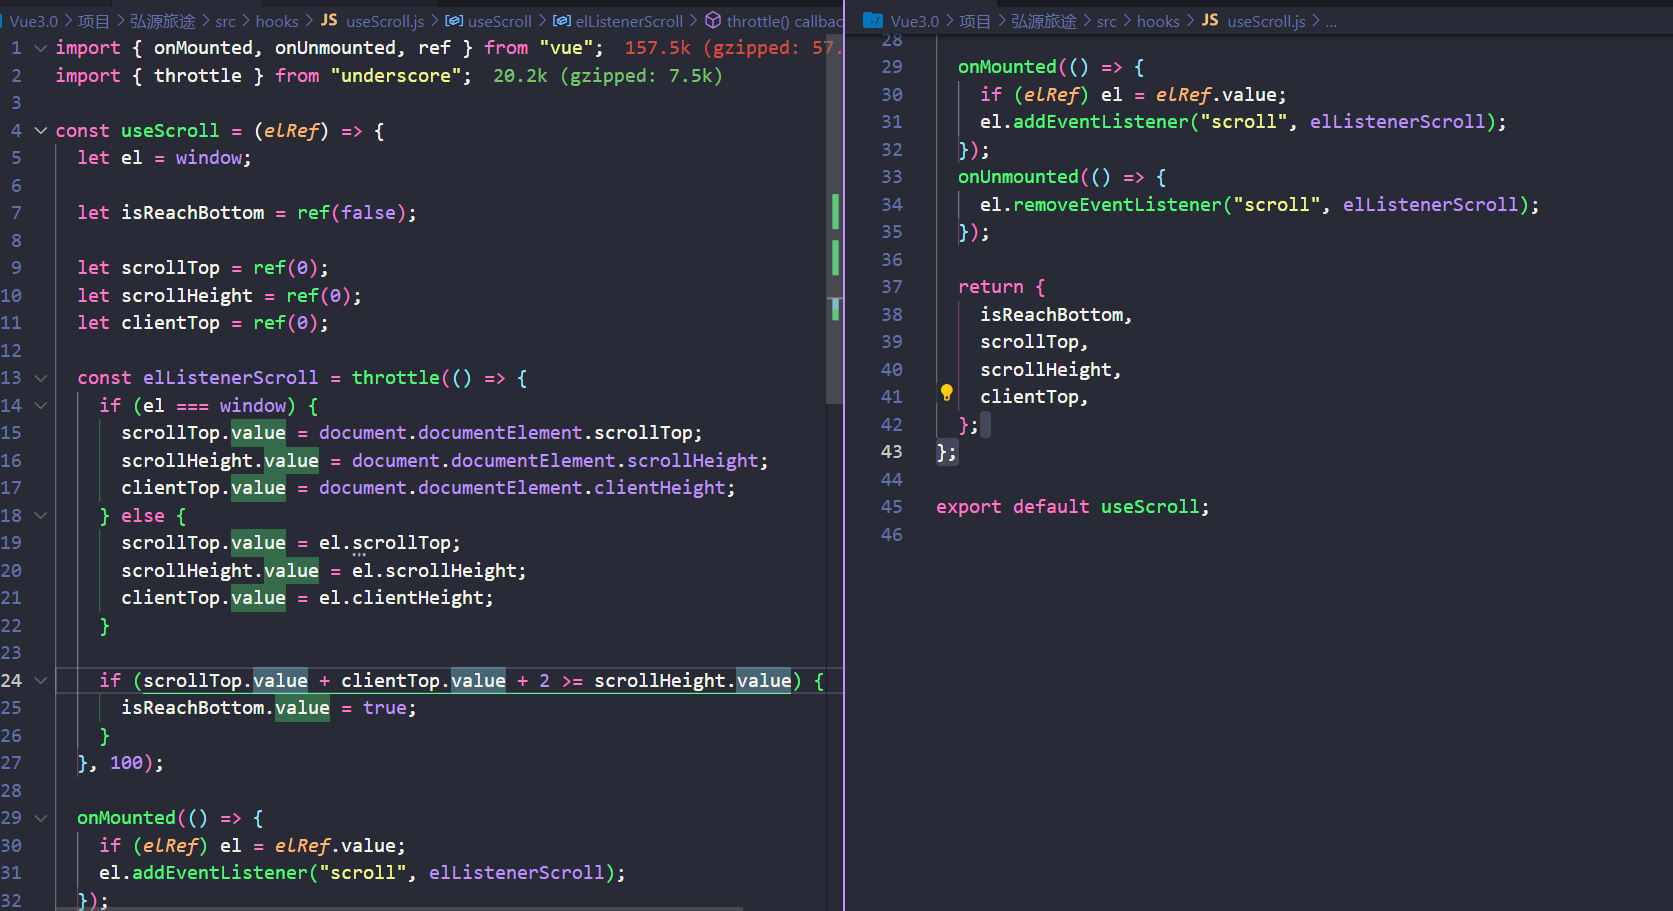 Vue3.0 > 项目 > 弘源旅途 > src > hooks > JS useScroll.js > useScroll > elListenerScroll > throttle() callbac
1 import { onMounted, onUnmounted, ref } from "vue"; 157.5k (gzipped: 57.
2 import { throttle } from "underscore"; 20.2k (gzipped: 7.5k)
3
4 const useScroll = (elRef) => {
5 let el = window;
6
7 let isReachBottom = ref(false);
8
9 let scrollTop = ref(0);
10 let scrollHeight = ref(0);
11 let clientTop = ref(0);
12
13 const elListenerScroll = throttle(() => {
14 if (el === window) {
15 scrollTop.value = document.documentElement.scrollTop;
16 scrollHeight.value = document.documentElement.scrollHeight;
17 clientTop.value = document.documentElement.clientHeight;
18 } else {
19 scrollTop.value = el.scrollTop;
20 scrollHeight.value = el.scrollHeight;
21 clientTop.value = el.clientHeight;
22 }
23
24 if (scrollTop.value + clientTop.value + 2 >= scrollHeight.value) {
25 isReachBottom.value = true;
26 }
27 }, 100);
28
29 onMounted(() => {
30 if (elRef) el = elRef.value;
31 el.addEventListener("scroll", elListenerScroll);
32 });
Vue3.0 > 项目 > 弘源旅途 > src > hooks > JS useScroll.js > ...
28
29 onMounted(() => {
30 if (elRef) el = elRef.value;
31 el.addEventListener("scroll", elListenerScroll);
32 });
33 onUnmounted(() => {
34 el.removeEventListener("scroll", elListenerScroll);
35 });
36
37 return {
38 isReachBottom,
39 scrollTop,
40 scrollHeight,
41 clientTop,
42 };
43 };
44
45 export default useScroll;
46